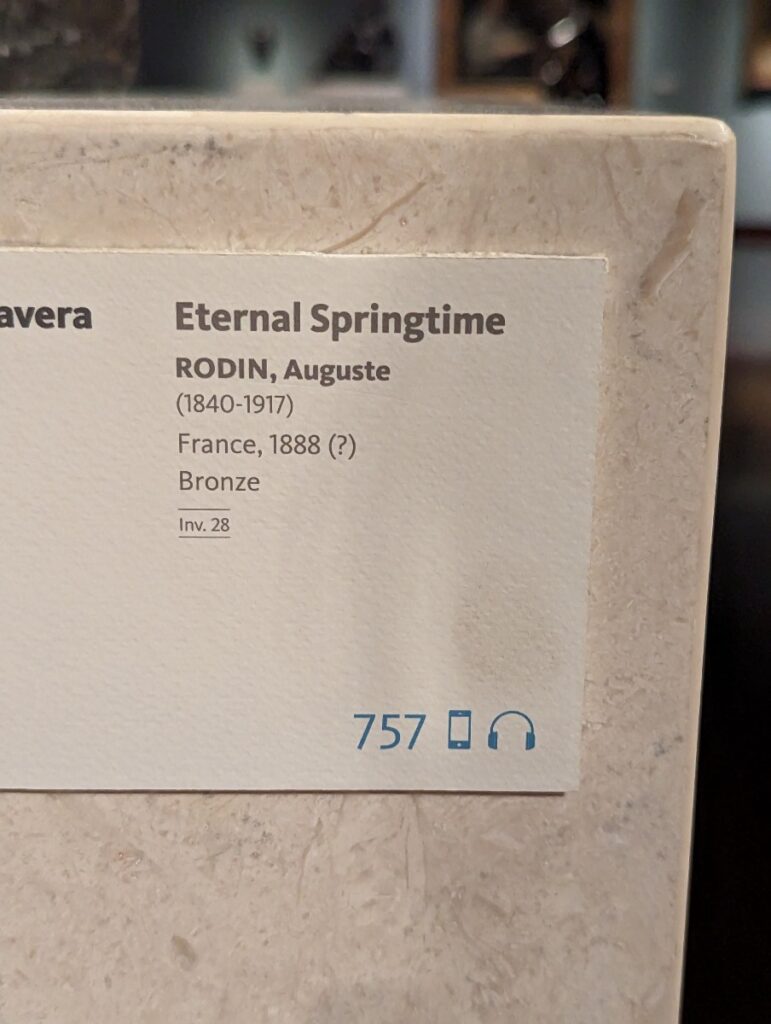 avera
Eternal Springtime
RODIN, Auguste
(1840-1917)
France, 1888 (?)
Bronze
Inv. 28
757